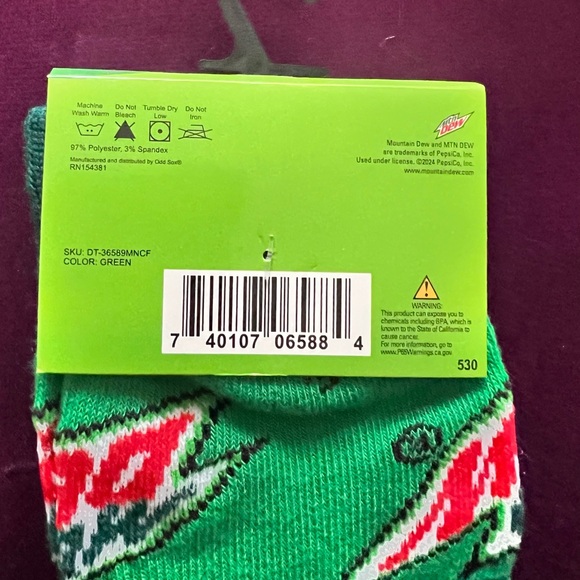 Machine Wash Warm
Do Not Bleach
Tumble Dry Low
Do Not Iron
97% Polyester, 3% Spandex
Manufactured and distributed by Odd Sox®
RN154381
MTN DEW
Mountain Dew and MTN DEW
are trademarks of PepsiCo, Inc.
Used under license. ©2024 PepsiCo, Inc.
www.mountaindew.com
SKU: DT-36589MNCF
COLOR: GREEN
7 40107 06588 4
WARNING:
This product can expose you to
chemicals including BPA, which is
known to the State of California to
cause cancer.
For more information, go to
www.P65Warnings.ca.gov
530